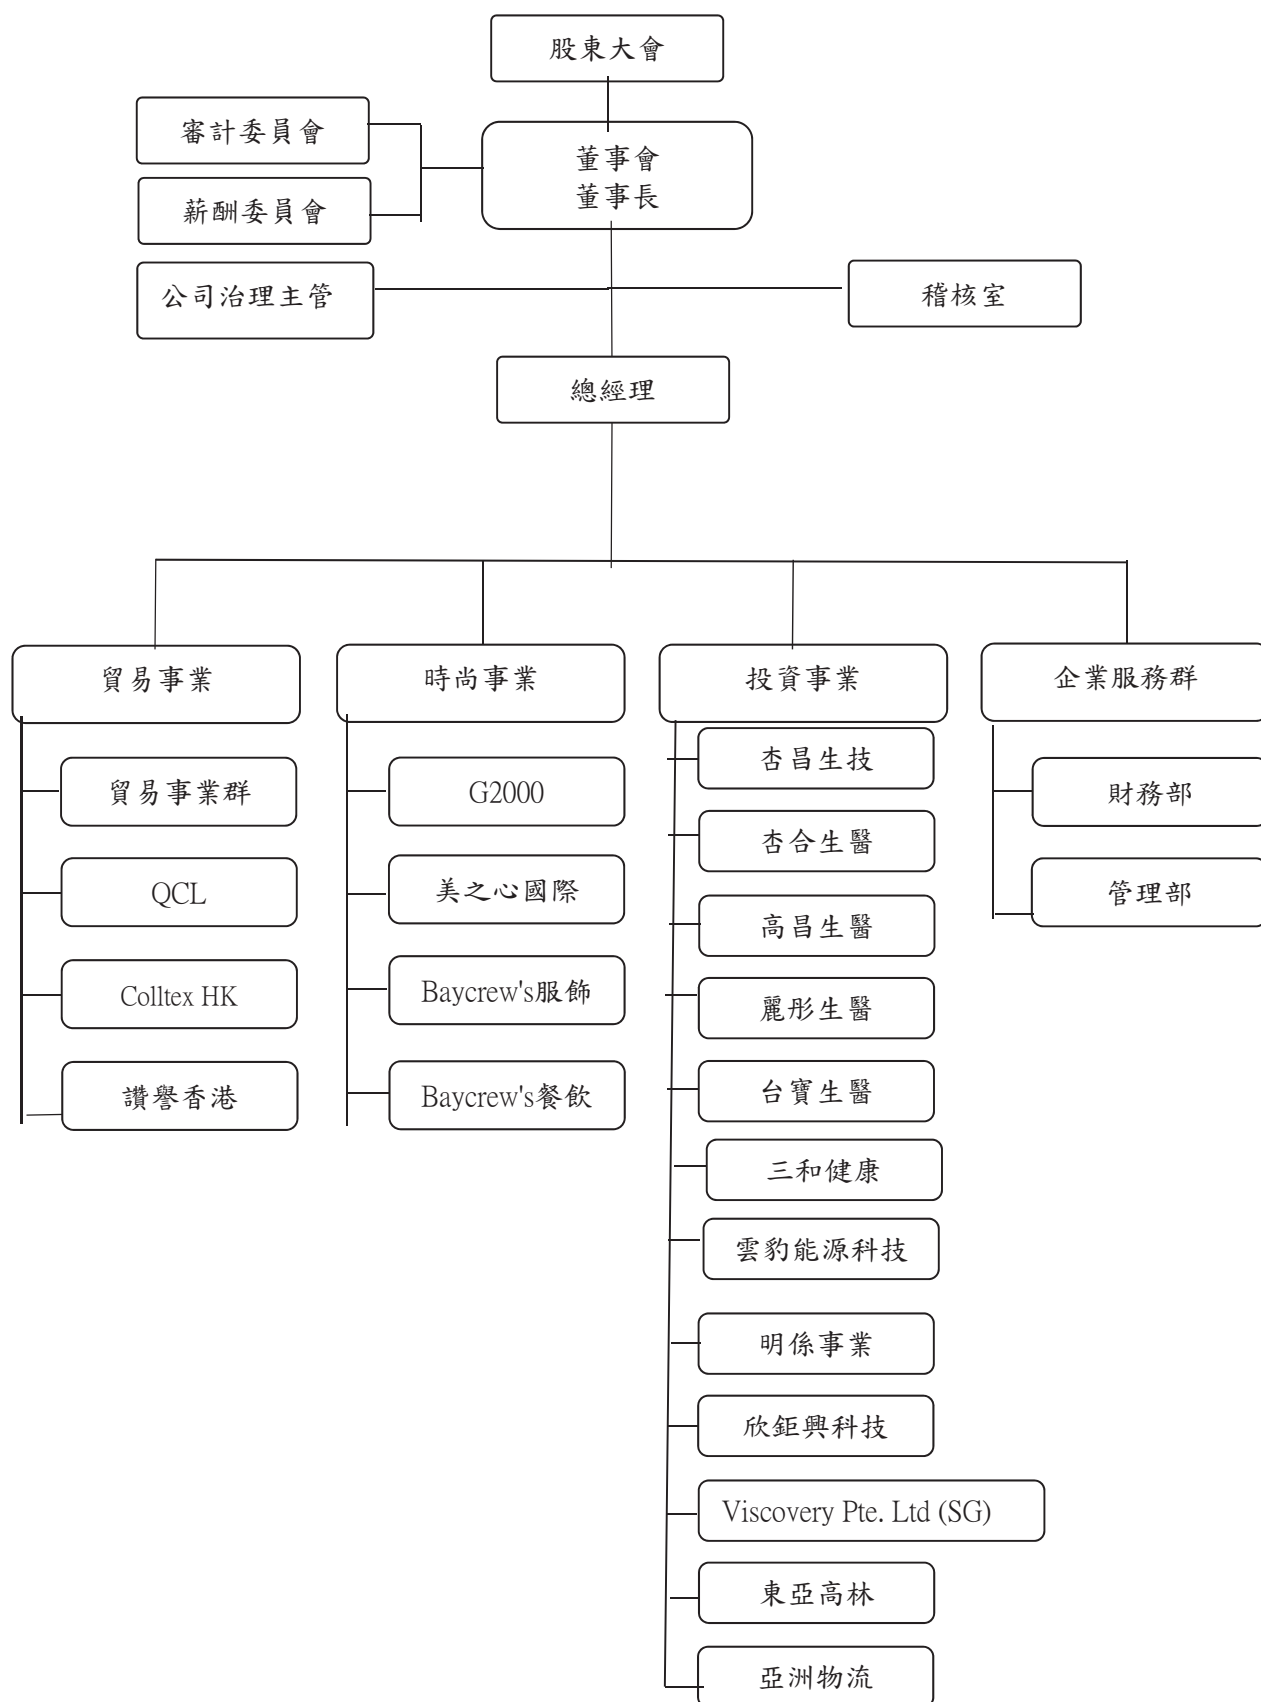 股東大會
審計委員會
董事會
董事長
薪酬委員會
公司治理主管
稽核室
總經理
貿易事業
時尚事業
投資事業
企業服務群
貿易事業群
QCL
Colltex HK
讚譽香港
G2000
美之心國際
Baycrew's服飾
Baycrew's餐飲
杏昌生技
杏合生醫
高昌生醫
麗彤生醫
台寶生醫
三和健康
雲豹能源科技
明係事業
欣鉅興科技
Viscovery Pte. Ltd (SG)
東亞高林
亞洲物流
財務部
管理部